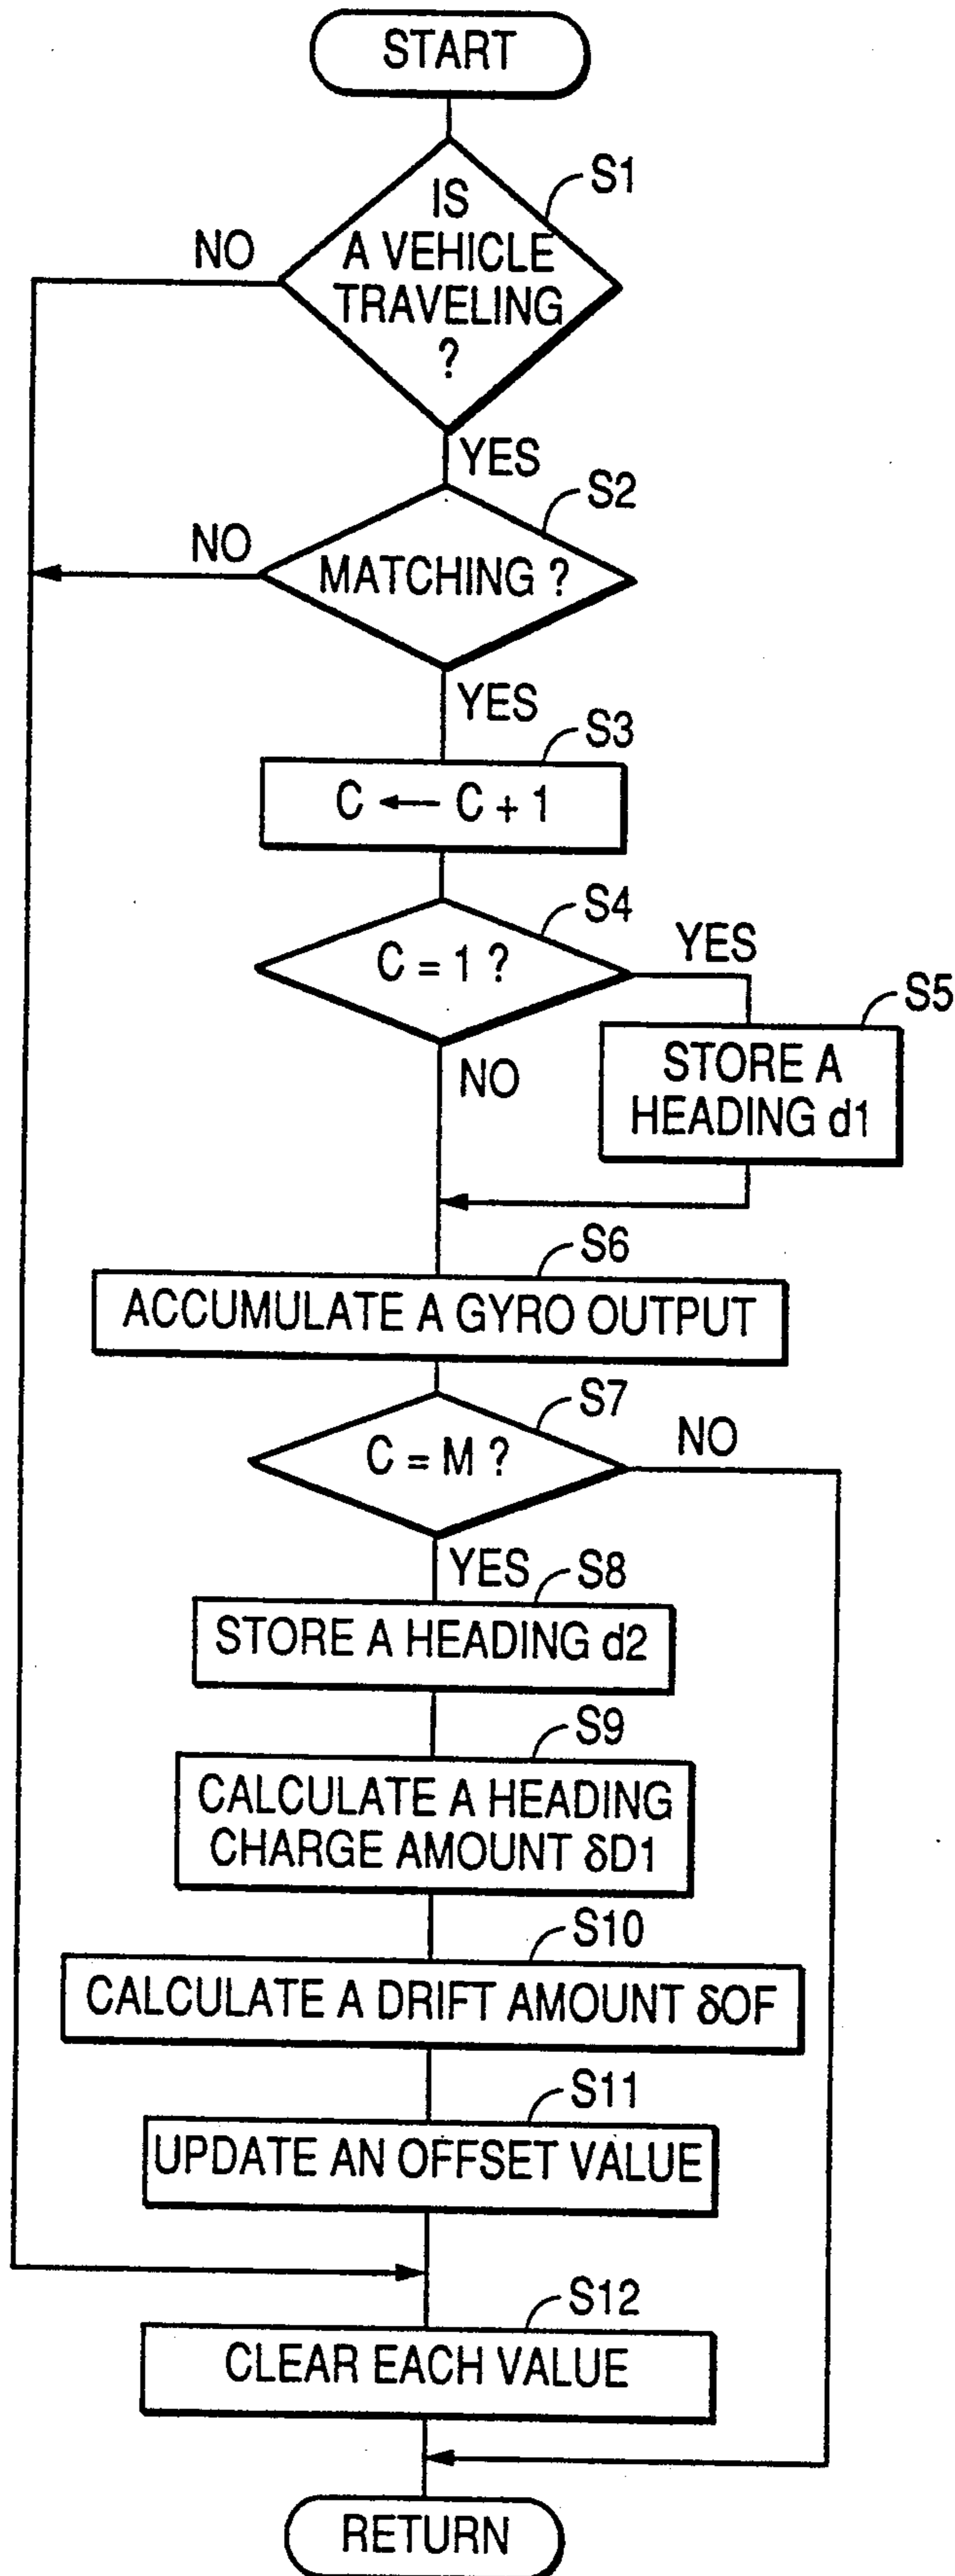 START
S1
IS
A VEHICLE
TRAVELING
?
NO
YES
S2
NO
MATCHING ?
YES
S3
C ← C + 1
S4
C = 1 ?
YES
S5
STORE A
HEADING d1
NO
S6
ACCUMULATE A GYRO OUTPUT
S7
C = M ?
NO
YES
S8
STORE A HEADING d2
S9
CALCULATE A HEADING
CHARGE AMOUNT δD1
S10
CALCULATE A DRIFT AMOUNT δOF
S11
UPDATE AN OFFSET VALUE
S12
CLEAR EACH VALUE
RETURN